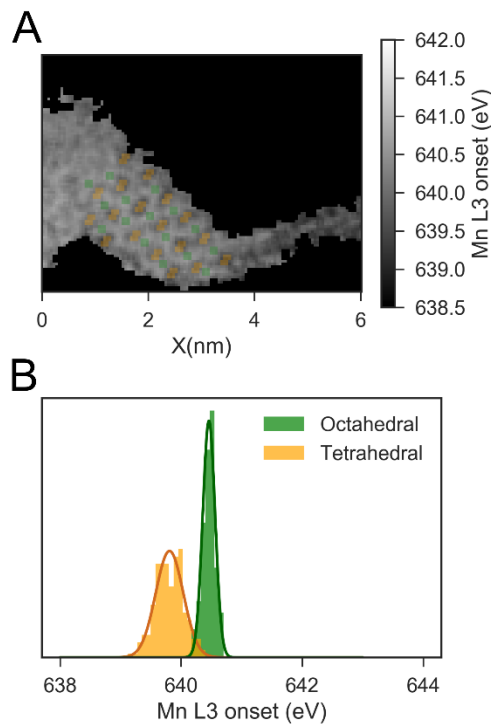 A
642.0
641.5
641.0
640.5
640.0
639.5
639.0
638.5
Mn L3 onset (eV)
0 2 4 6
X(nm)
B
Octahedral
Tetrahedral
638 640 642 644
Mn L3 onset (eV)